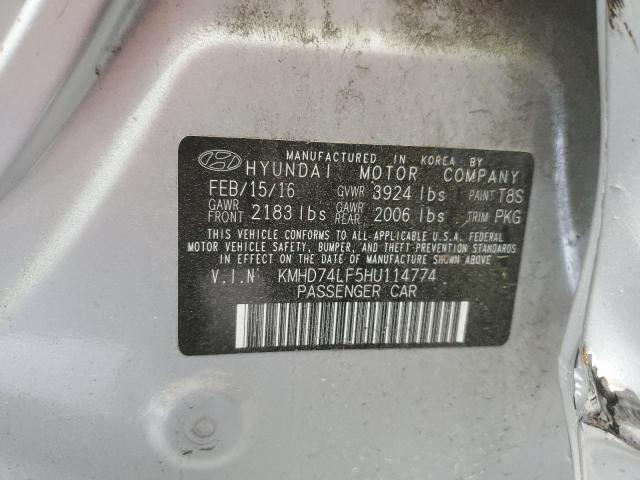 MANUFACTURED IN KOREA BY
HYUNDAI MOTOR COMPANY
FEB/15/16 GVWR 3924 lbs PAINT T8S
GAWR FRONT 2183 lbs GAWR REAR 2006 lbs TRIM PKG
THIS VEHICLE CONFORMS TO ALL APPLICABLE U.S.A. FEDERAL
MOTOR VEHICLE SAFETY, BUMPER, AND THEFT PREVENTION STANDARDS
IN EFFECT ON THE DATE OF MANUFACTURE SHOWN ABOVE.
V.I.N KMHD74LF5HU114774
PASSENGER CAR